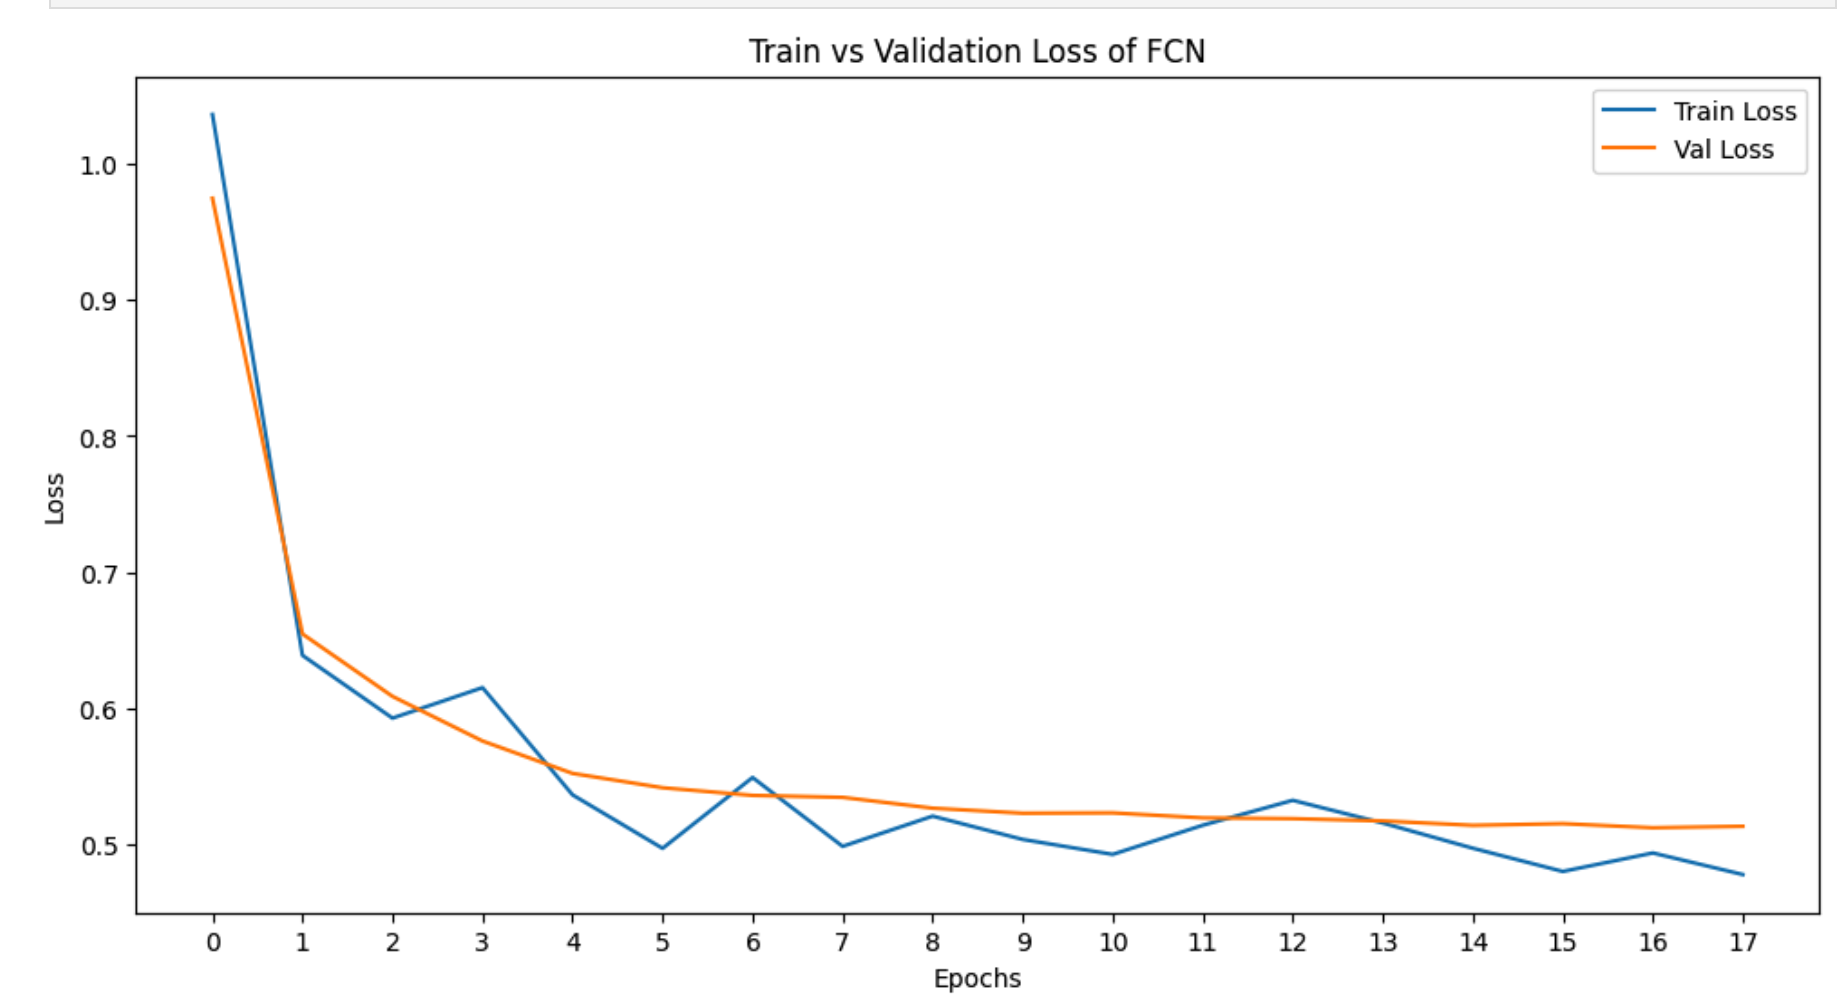 Train vs Validation Loss of FCN
Train Loss
Val Loss
1.0
0.9
0.8
0.7
0.6
0.5
Loss
0 1 2 3 4 5 6 7 8 9 10 11 12 13 14 15 16 17
Epochs